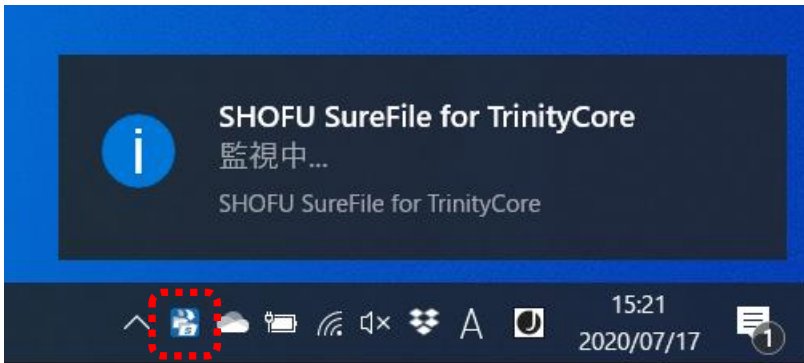 SHOFU SureFile for TrinityCore
監視中...
SHOFU SureFile for TrinityCore
A
15:21
2020/07/17
1